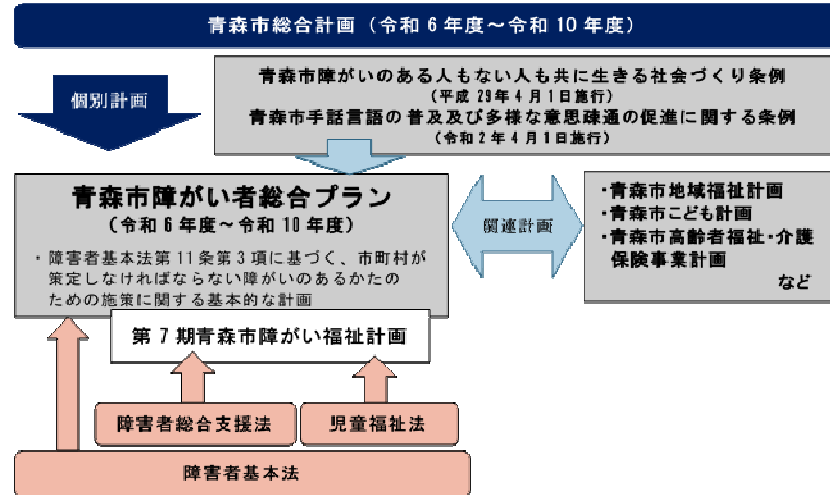 青森市総合計画（令和６年度～令和10年度）
個別計画
青森市障がいのある人もない人も共に生きる社会づくり条例
（平成29年4月1日施行）
青森市手話言語の普及及び多様な意思疎通の促進に関する条例
（令和2年4月1日施行）
青森市障がい者総合プラン
（令和６年度～令和10年度）
・障害者基本法第11条第3項に基づく、市町村が
策定しなければならない障がいのあるかたの
ための施策に関する基本的な計画
関連計画
・青森市地域福祉計画
・青森市こども計画
・青森市高齢者福祉・介護
保険事業計画
など
第7期青森市障がい福祉計画
障害者総合支援法
児童福祉法
障害者基本法